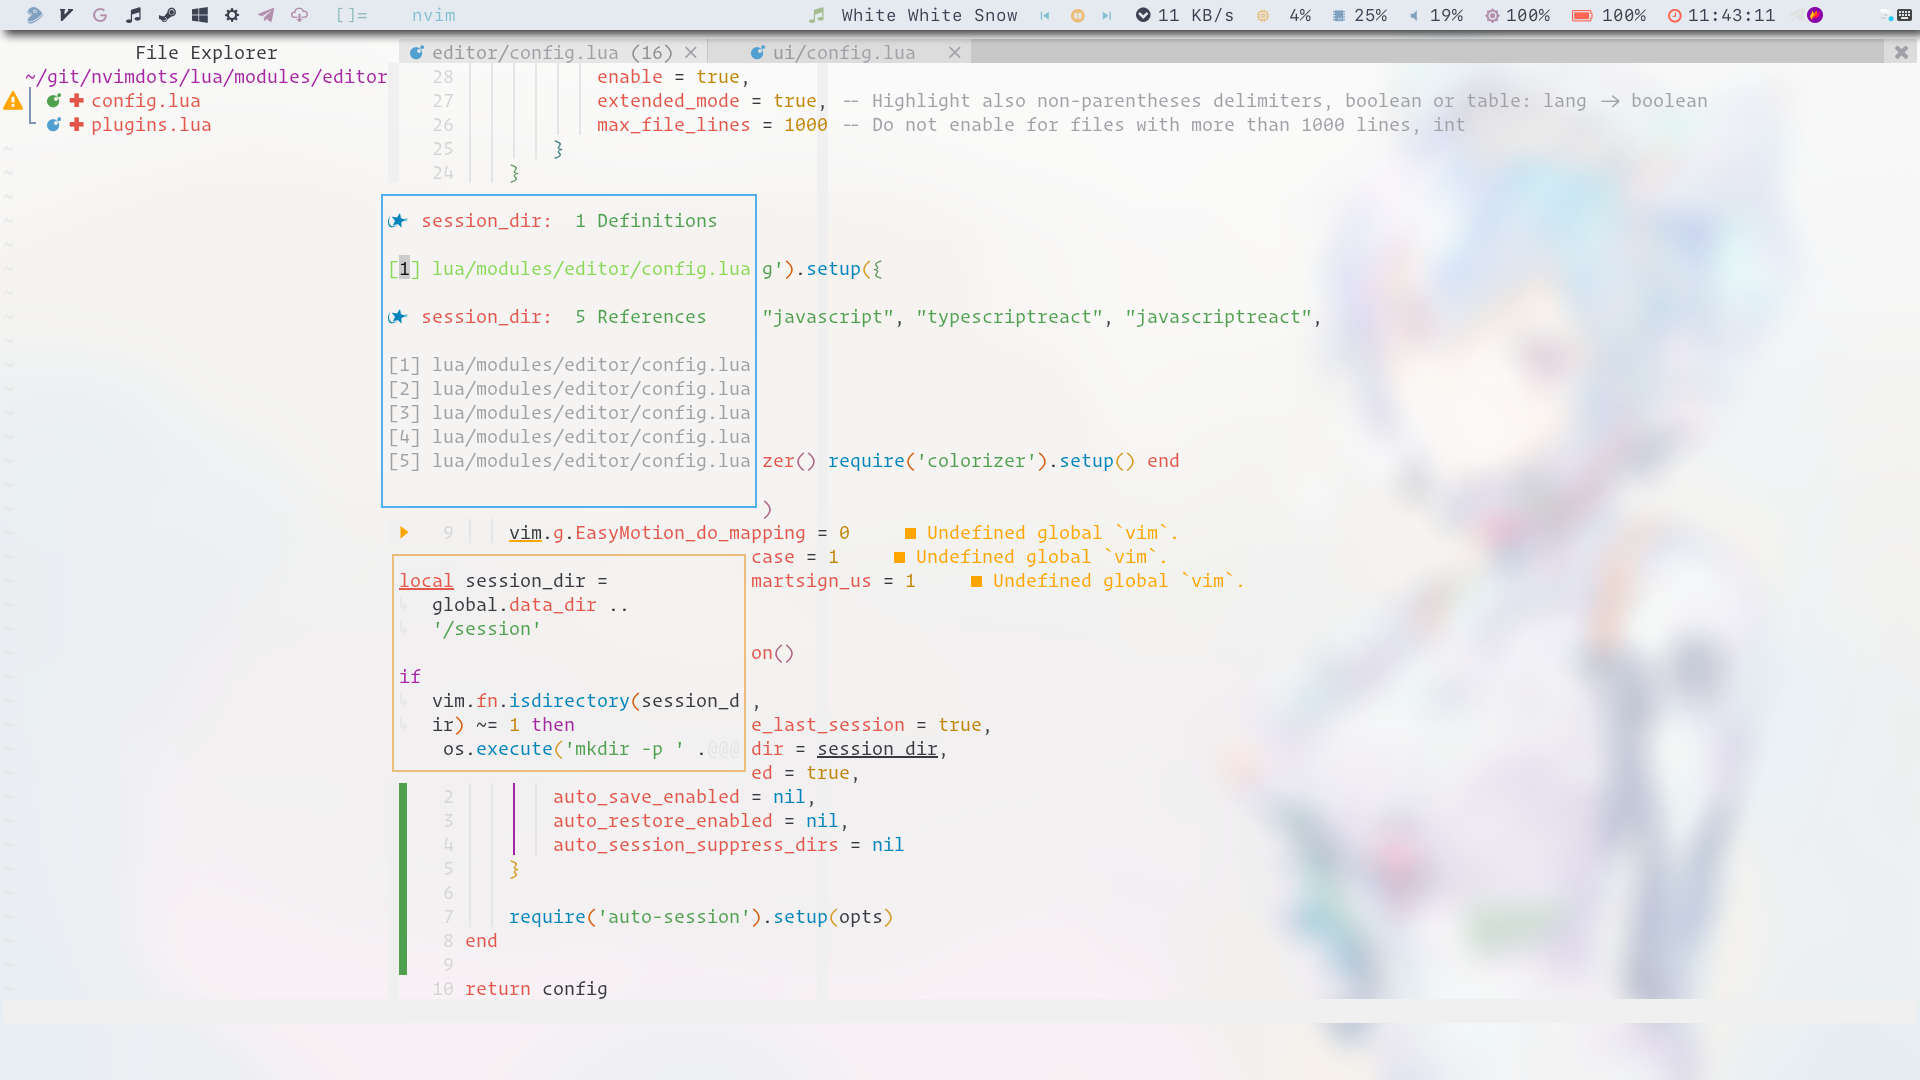 []= nvim White White Snow 11 KB/s 4% 25% 19% 100% 100% 11:43:11
File Explorer
~/git/nvimdots/lua/modules/editor
config.lua
plugins.lua
editor/config.lua (16) ui/config.lua
28 enable = true,
27 extended_mode = true, -- Highlight also non-parentheses delimiters, boolean or table: lang -> boolean
26 max_file_lines = 1000 -- Do not enable for files with more than 1000 lines, int
25 }
24 }
session_dir: 1 Definitions
[1] lua/modules/editor/config.lua g').setup({
session_dir: 5 References "javascript", "typescriptreact", "javascriptreact",
[1] lua/modules/editor/config.lua
[2] lua/modules/editor/config.lua
[3] lua/modules/editor/config.lua
[4] lua/modules/editor/config.lua
[5] lua/modules/editor/config.lua zer() require('colorizer').setup() end
)
9 vim.g.EasyMotion_do_mapping = 0 ■ Undefined global `vim`.
case = 1 ■ Undefined global `vim`.
local session_dir = martsign_us = 1 ■ Undefined global `vim`.
global.data_dir ..
'/session'
on()
if
vim.fn.isdirectory(session_d ,
ir) ~= 1 then e_last_session = true,
os.execute('mkdir -p ' .@@@ dir = session_dir,
ed = true,
2 auto_save_enabled = nil,
3 auto_restore_enabled = nil,
4 auto_session_suppress_dirs = nil
5 }
6
7 require('auto-session').setup(opts)
8 end
9
10 return config